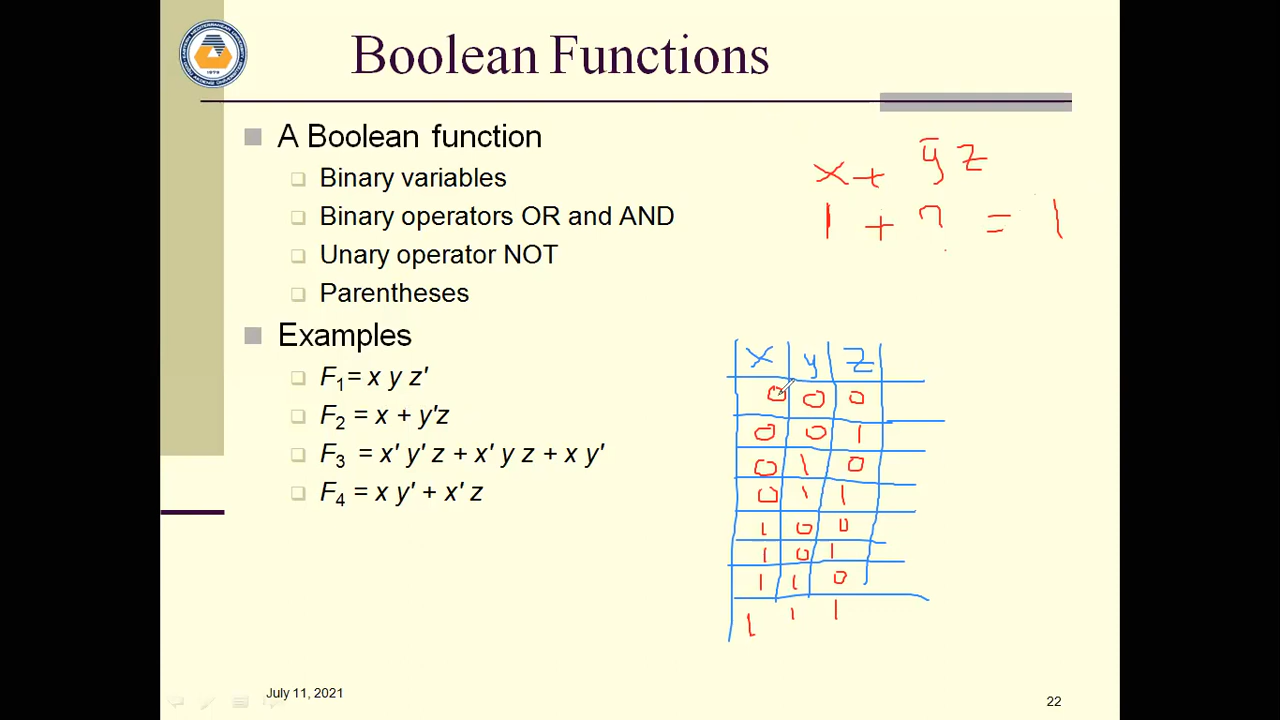 Boolean Functions
A Boolean function
Binary variables
Binary operators OR and AND
Unary operator NOT
Parentheses
Examples
F1= x y z'
F2 = x + y'z
F3 = x' y' z + x' y z + x y'
F4 = x y' + x' z
x + ȳ z
1 + ? = 1
x y z
0 0 0
0 0 1
0 1 0
0 1 1
1 0 0
1 0 1
1 1 0
1 1 1
July 11, 2021
22